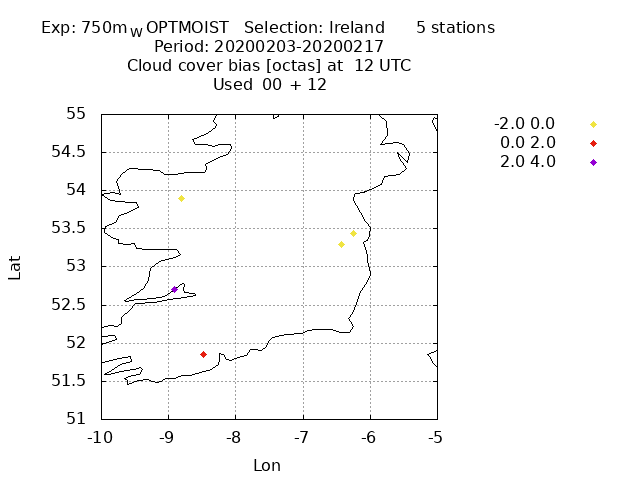 Exp: 750m_W OPTMOIST Selection: Ireland 5 stations
Period: 20200203-20200217
Cloud cover bias [octas] at 12 UTC
Used 00 + 12
-2.0 0.0
0.0 2.0
2.0 4.0
55
54.5
54
53.5
53
52.5
52
51.5
51
-10 -9 -8 -7 -6 -5
Lat
Lon